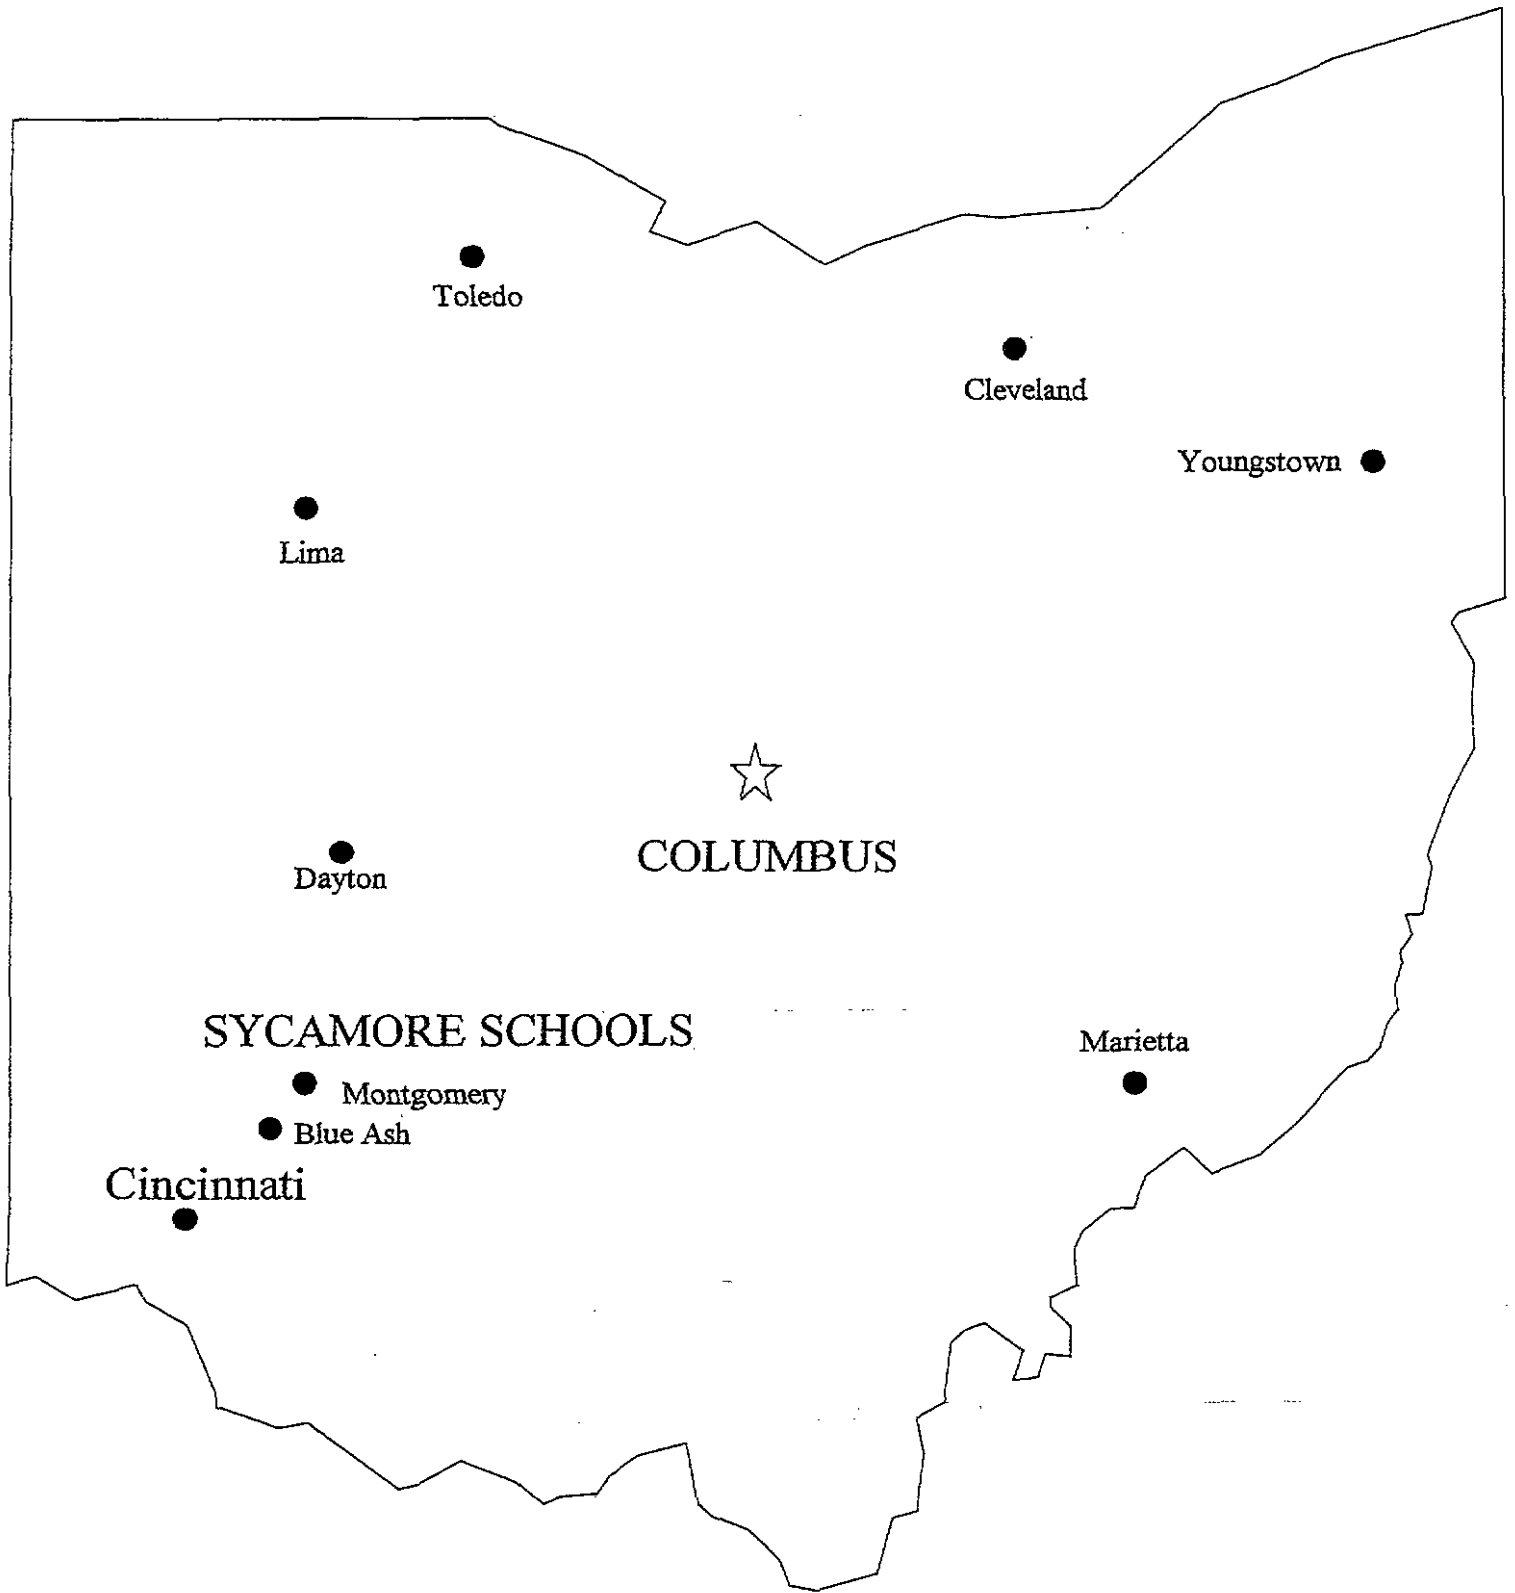 Toledo
Cleveland
Youngstown
Lima
COLUMBUS
Dayton
SYCAMORE SCHOOLS
Marietta
Montgomery
Blue Ash
Cincinnati